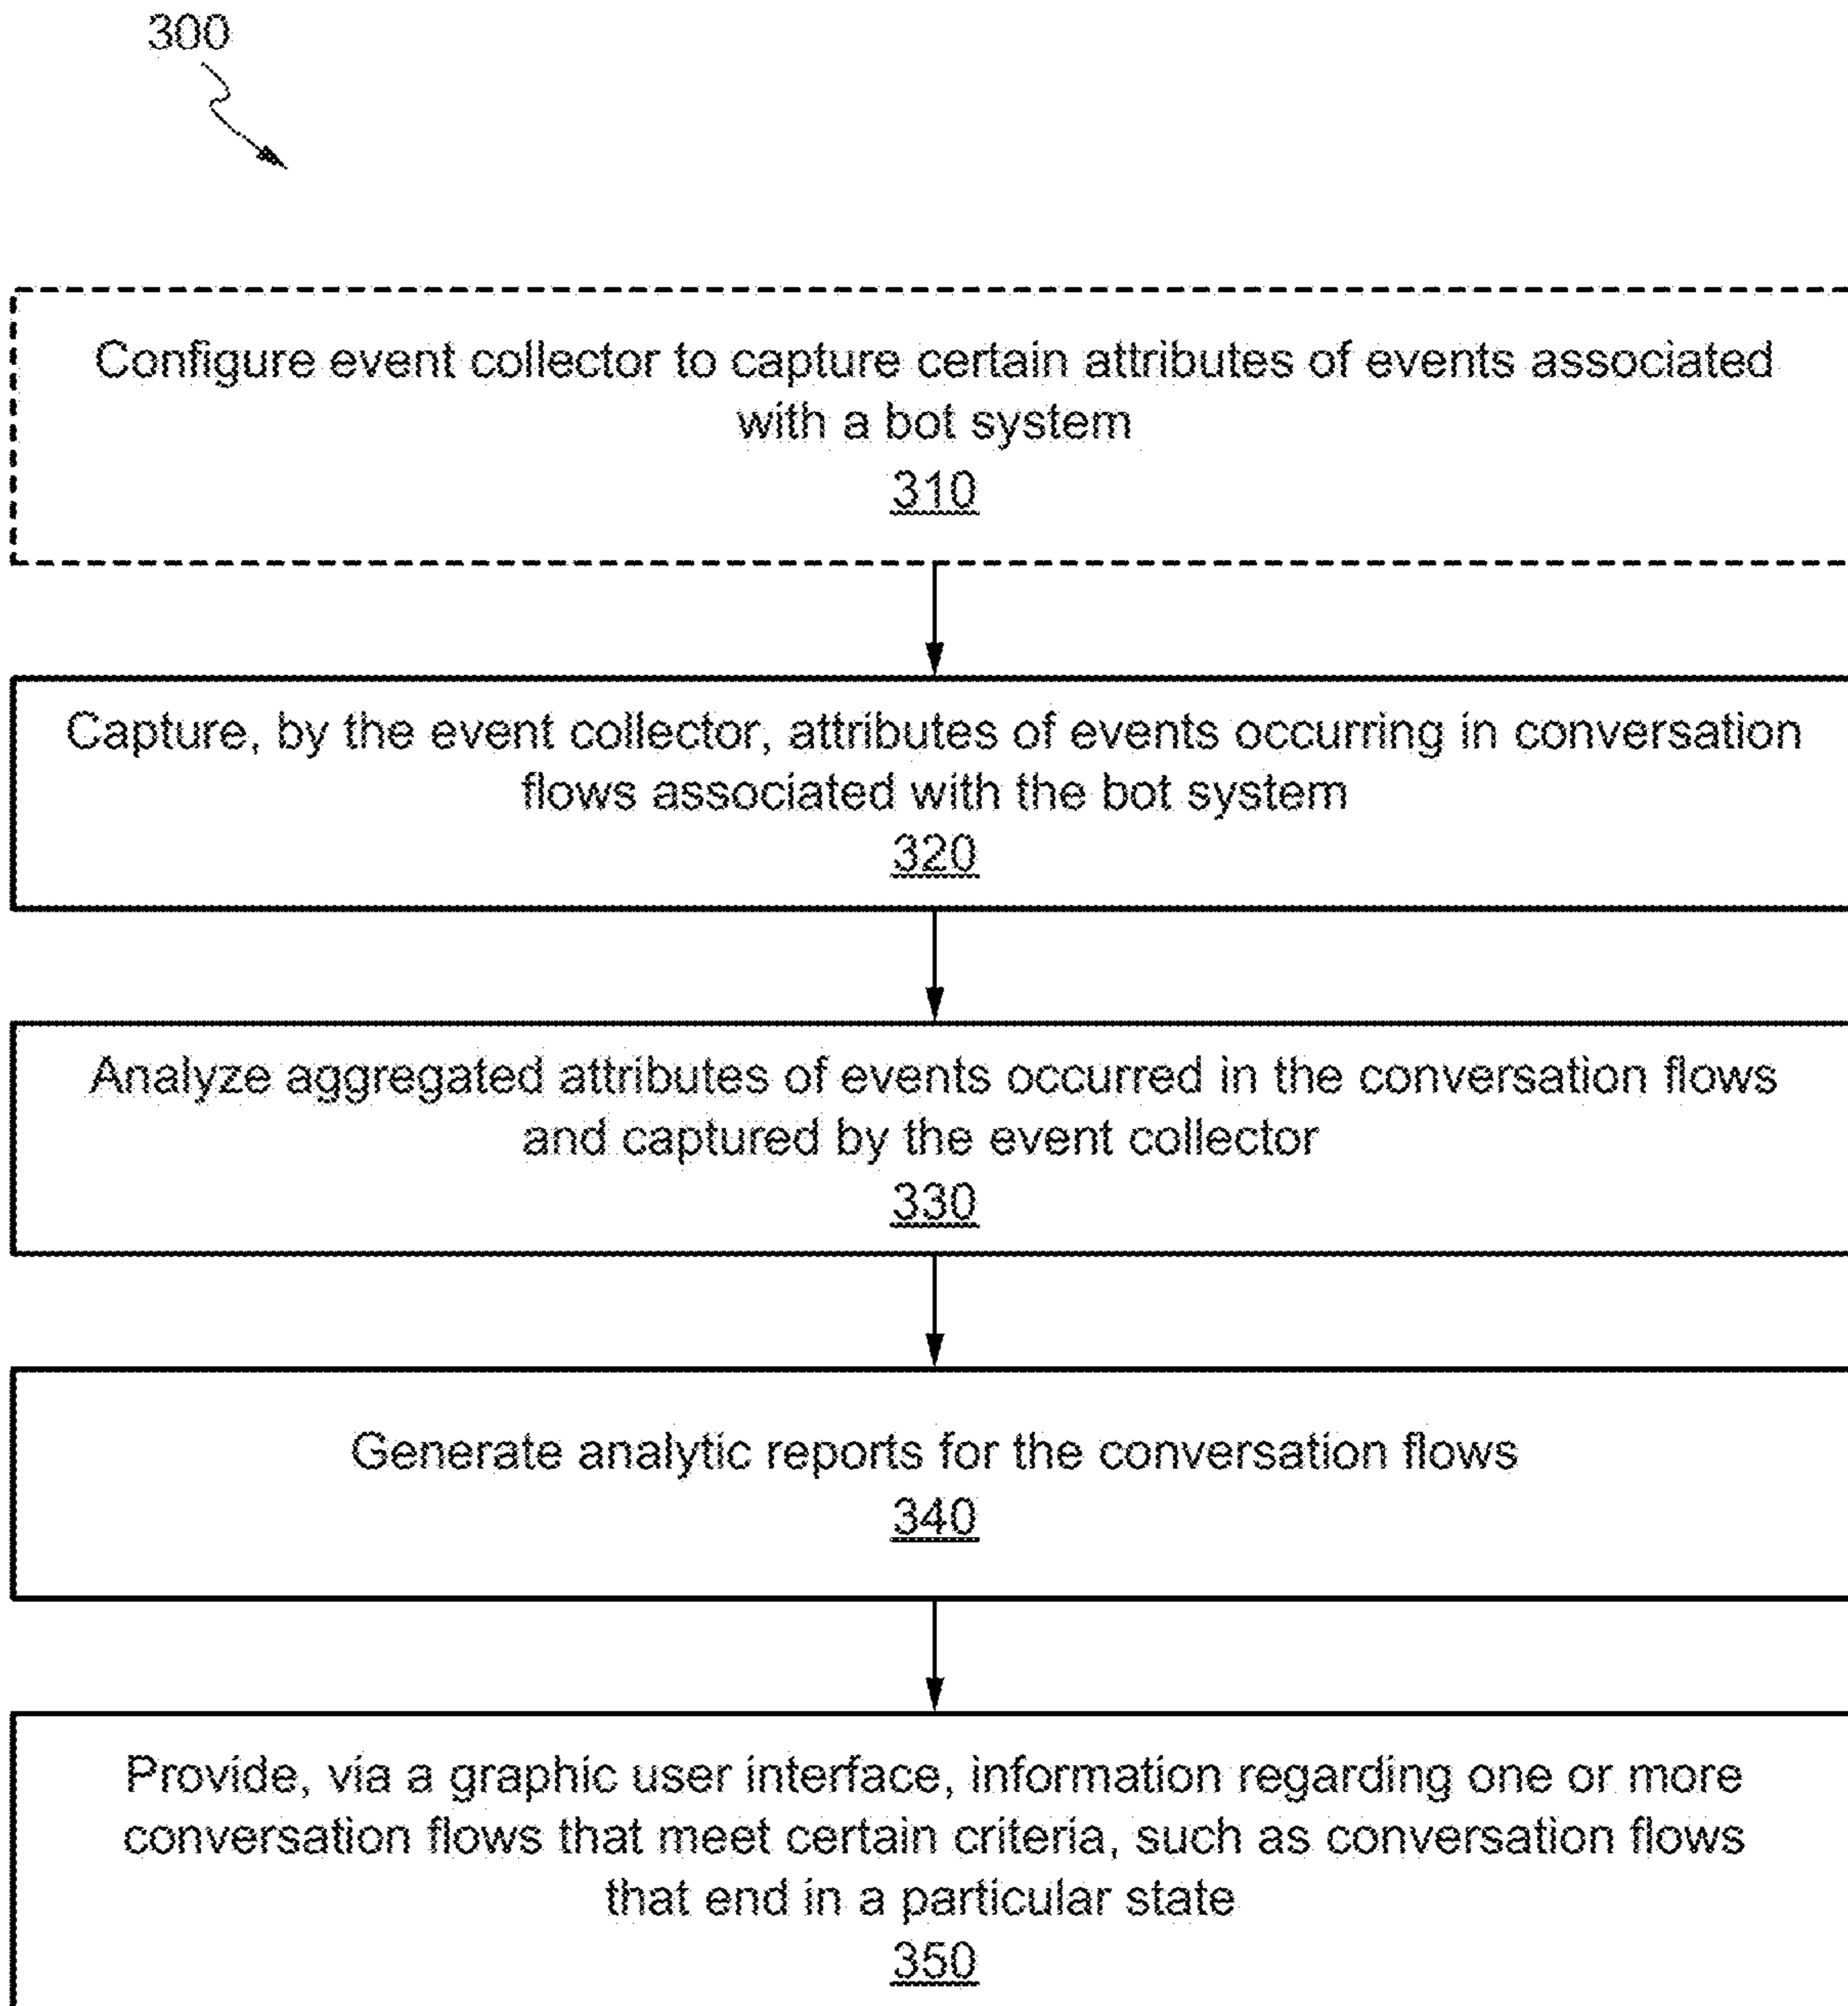 300
Configure event collector to capture certain attributes of events associated
with a bot system
310
Capture, by the event collector, attributes of events occurring in conversation
flows associated with the bot system
320
Analyze aggregated attributes of events occurred in the conversation flows
and captured by the event collector
330
Generate analytic reports for the conversation flows
340
Provide, via a graphic user interface, information regarding one or more
conversation flows that meet certain criteria, such as conversation flows
that end in a particular state
350